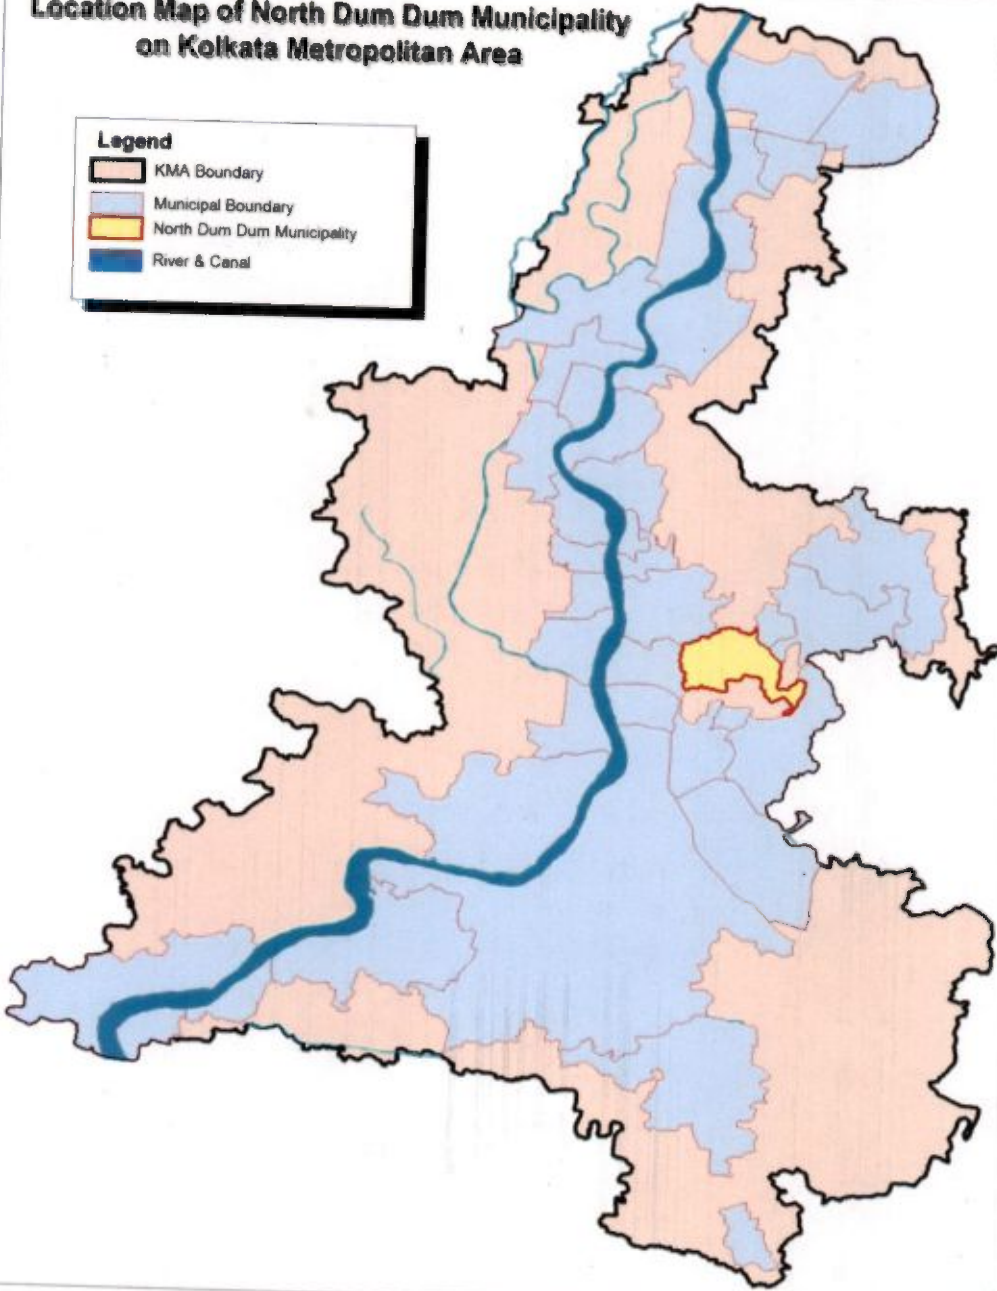 Location Map of North Dum Dum Municipality
on Kolkata Metropolitan Area
Legend
KMA Boundary
Municipal Boundary
North Dum Dum Municipality
River & Canal